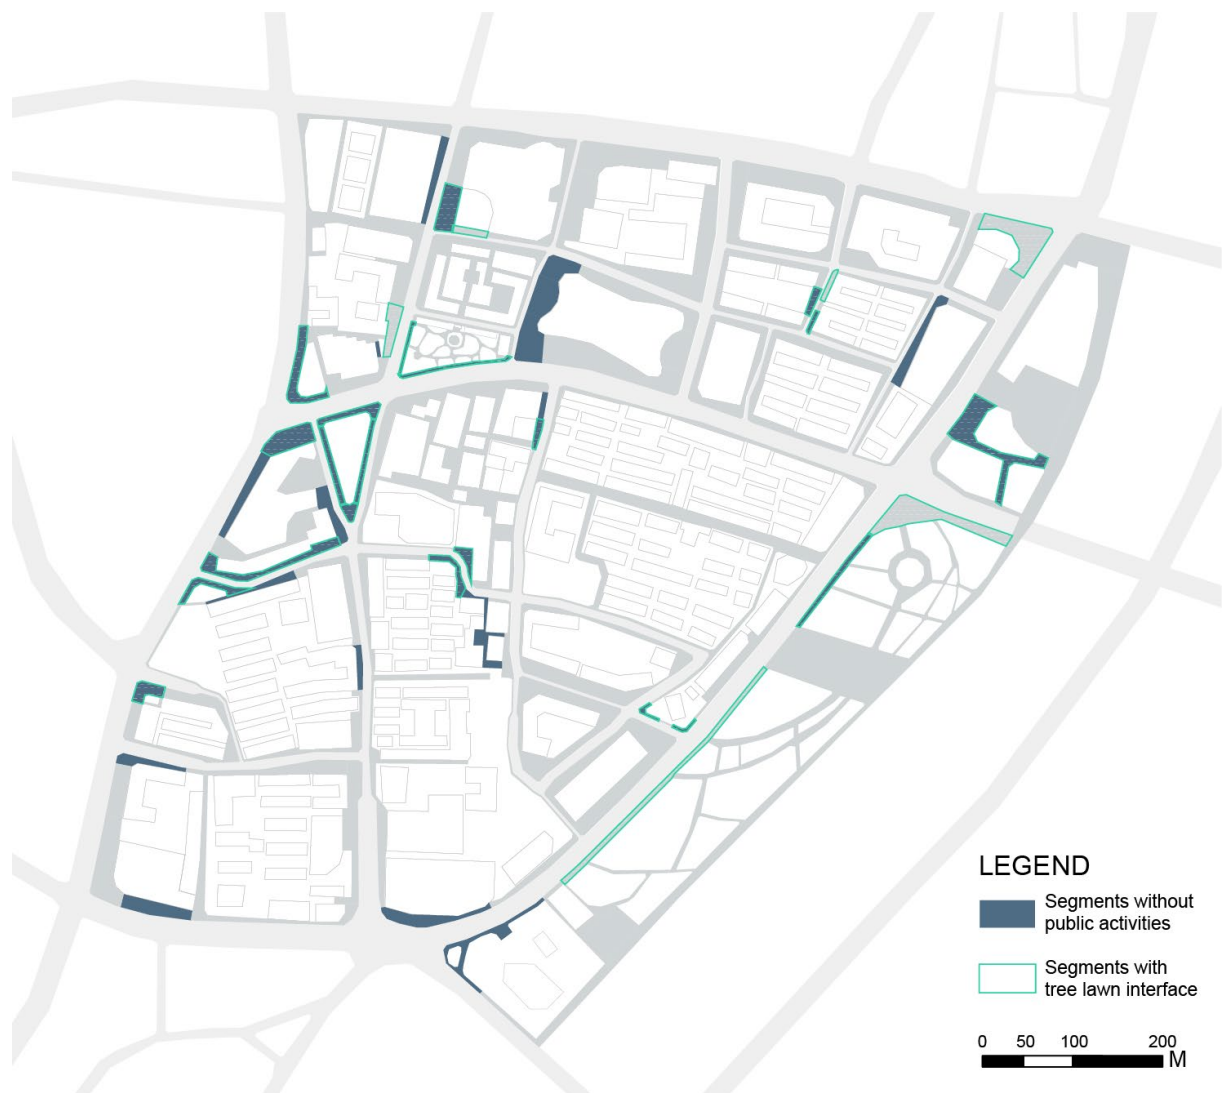 LEGEND
Segments without
public activities
Segments with
tree lawn interface
0 50 100 200
M